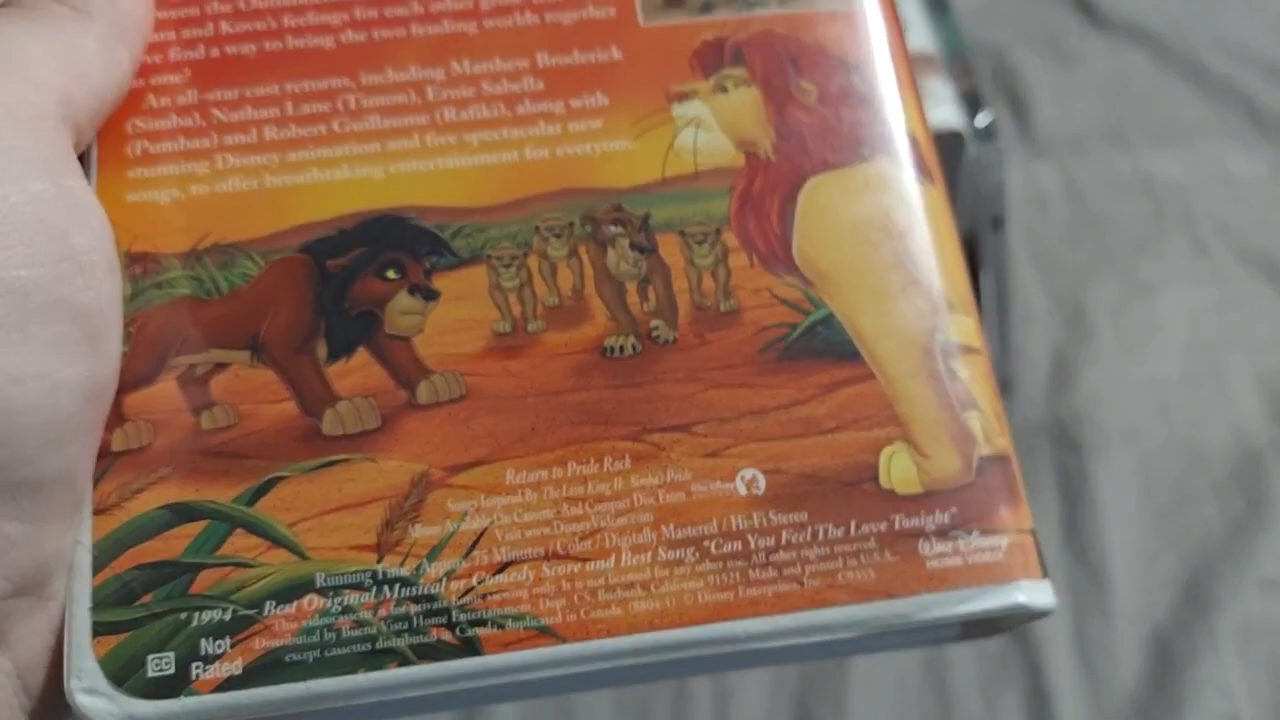 ween the
and Kovu's feelings for each other
find a way to bring the two feuding worlds together
as one?
An all-star cast returns, including Matthew Broderick
(Simba), Nathan Lane (Timon), Ernie Sabella
(Pumbaa) and Robert Guillaume (Rafiki), along with
stunning Disney animation and five spectacular new
songs, to offer breathtaking entertainment for everyone.
Return to Pride Rock
Songs Inspired By The Lion King II: Simba's Pride
Album Available On Cassette And Compact Disc From Walt Disney
Visit www.DisneyVideos.com
Running Time: Approx. 75 Minutes / Color / Digitally Mastered / Hi-Fi Stereo
*1994 — Best Original Musical or Comedy Score and Best Song, "Can You Feel The Love Tonight"
This videocassette is for private home viewing only. It is not licensed for any other use. All other rights reserved.
Distributed by Buena Vista Home Entertainment, Dept. CS, Burbank, California 91521. Made and printed in U.S.A.
except cassettes distributed in Canada, duplicated in Canada. © Disney Enterprises, Inc.
CC
Not
Rated
Walt Disney
HOME VIDEO